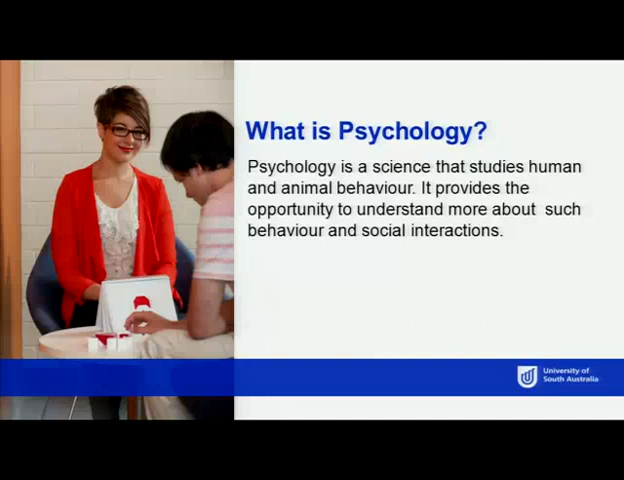 What is Psychology?
Psychology is a science that studies human
and animal behaviour. It provides the
opportunity to understand more about such
behaviour and social interactions.
University of
South Australia